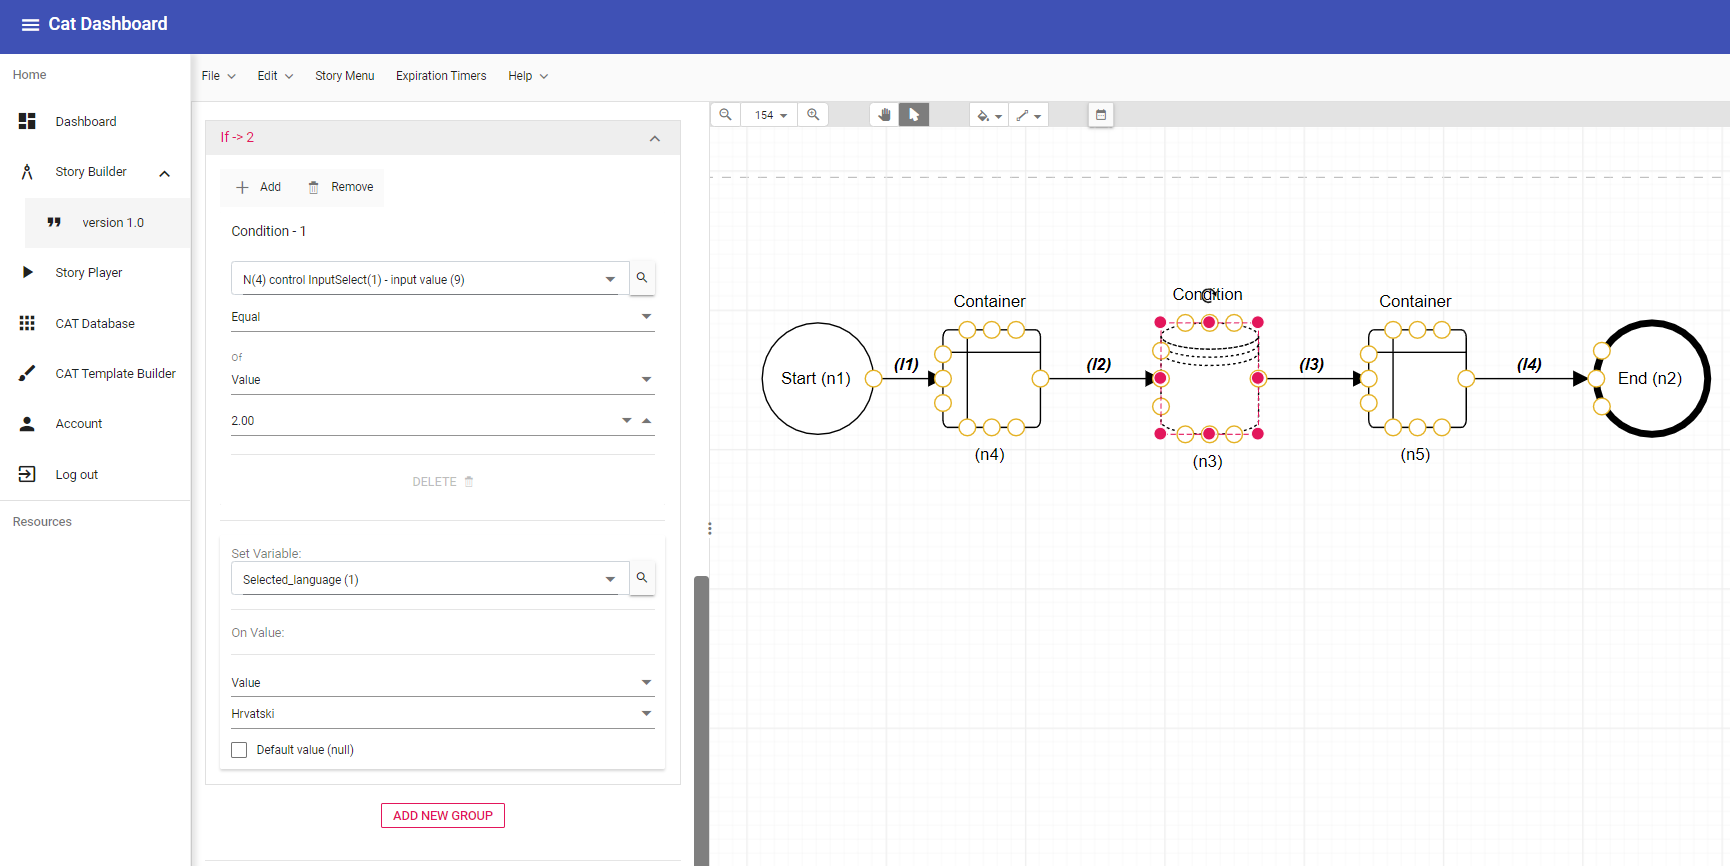 Cat Dashboard
Home
Dashboard
Story Builder
version 1.0
Story Player
CAT Database
CAT Template Builder
Account
Log out
Resources
File Edit Story Menu Expiration Timers Help
If -> 2
Add Remove
Condition - 1
N(4) control InputSelect(1) - input value (9)
Equal
Of
Value
2.00
DELETE
Set Variable:
Selected_language (1)
On Value:
Value
Hrvatski
Default value (null)
ADD NEW GROUP
154
Container Condition Container
Start (n1) (l1) (l2) (l3) (l4) End (n2)
(n4) (n3) (n5)